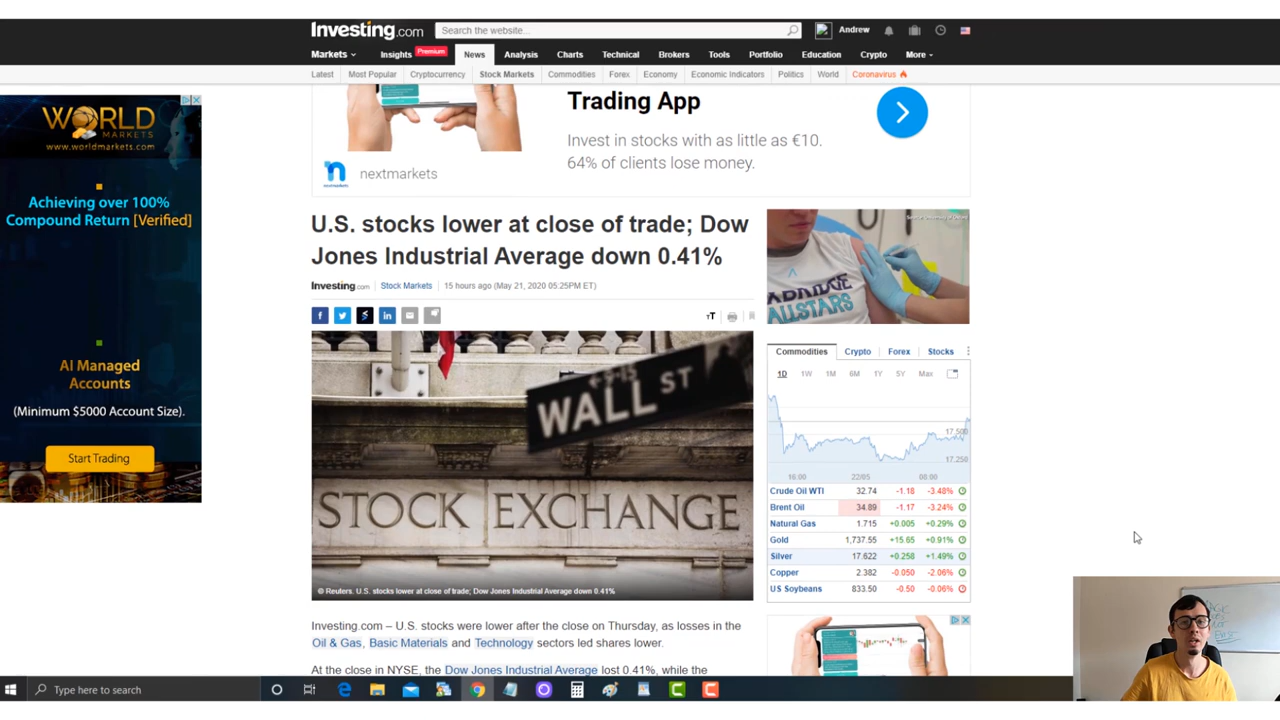 Investing.com
Search the website...
Andrew
Markets
Insights Premium News Analysis Charts Technical Brokers Tools Portfolio Education Crypto More
Latest Most Popular Cryptocurrency Stock Markets Commodities Forex Economy Economic Indicators Politics World Coronavirus
WORLD
MARKETS
www.worldmarkets.com
Achieving over 100%
Compound Return [Verified]
AI Managed
Accounts
(Minimum $5000 Account Size).
Start Trading
Trading App
Invest in stocks with as little as €10.
64% of clients lose money.
nextmarkets
U.S. stocks lower at close of trade; Dow
Jones Industrial Average down 0.41%
Investing.com Stock Markets 15 hours ago (May 21, 2020 05:25PM ET)
WALL ST
STOCK EXCHANGE
© Reuters. U.S. stocks lower at close of trade; Dow Jones Industrial Average down 0.41%
Investing.com – U.S. stocks were lower after the close on Thursday, as losses in the
Oil & Gas, Basic Materials and Technology sectors led shares lower.
At the close in NYSE, the Dow Jones Industrial Average lost 0.41%, while the
ALLSTARS
Commodities Crypto Forex Stocks
1D 1W 1M 6M 1Y 5Y Max
17.500
17.250
16:00 22/05 08:00
Crude Oil WTI 32.74 -1.18 -3.48%
Brent Oil 34.89 -1.17 -3.24%
Natural Gas 1.715 +0.005 +0.29%
Gold 1,737.55 +15.65 +0.91%
Silver 17.622 +0.258 +1.49%
Copper 2.382 -0.050 -2.06%
US Soybeans 833.50 -0.50 -0.06%
Type here to search